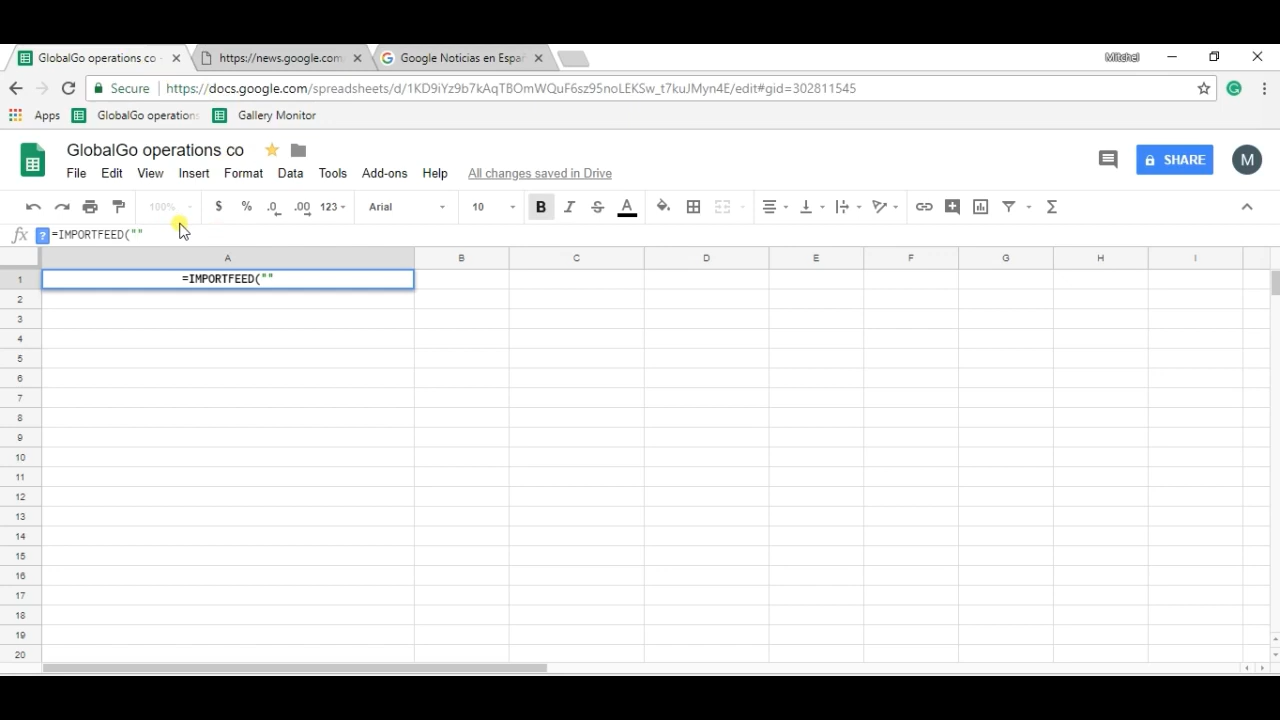 GlobalGo operations co -
https://news.google.com
Google Noticias en Espa
Mitchel
Secure
https://docs.google.com/spreadsheets/d/1KD9iYz9b7kAqTBOmWQuF6sz95noLEKSw_t7kuJMyn4E/edit#gid=302811545
Apps GlobalGo operations Gallery Monitor
GlobalGo operations co
SHARE
M
File Edit View Insert Format Data Tools Add-ons Help All changes saved in Drive
100% $ % .0 .00 123 Arial 10 B I S A Σ
fx ? =IMPORTFEED(""
A B C D E F G H I
1 =IMPORTFEED(""
2
3
4
5
6
7
8
9
10
11
12
13
14
15
16
17
18
19
20